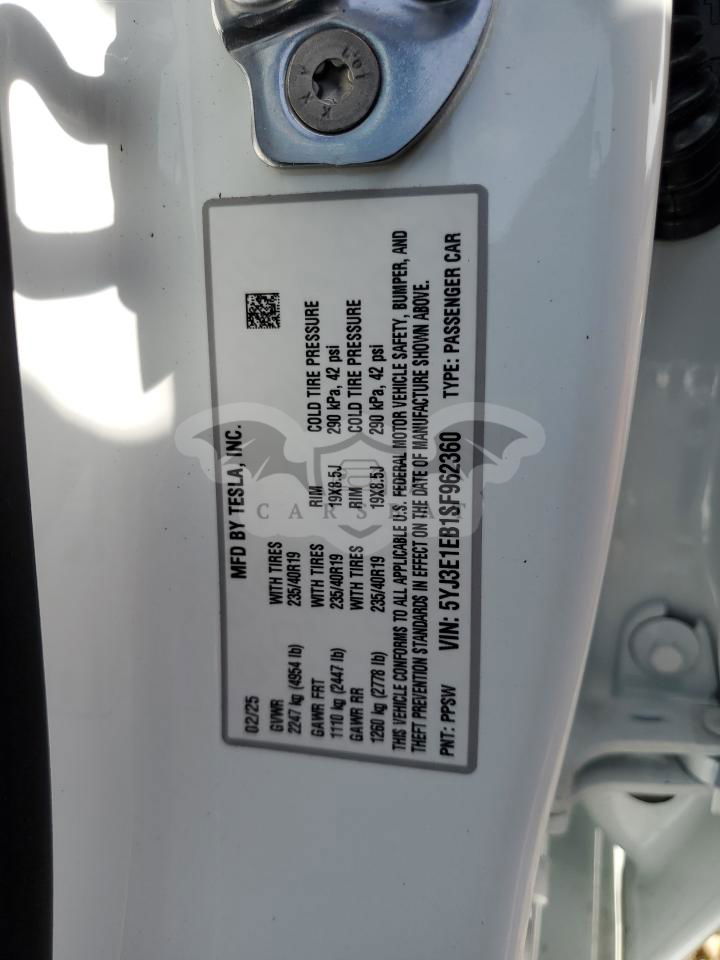 MFD BY TESLA, INC.
02/25
GVWR WITH TIRES
2247 kg (4954 lb) 235/40R19
GAWR FRT WITH TIRES RIM COLD TIRE PRESSURE
1110 kg (2447 lb) 235/40R19 19X8.5J 290 kPa, 42 psi
GAWR RR WITH TIRES RIM COLD TIRE PRESSURE
1260 kg (2778 lb) 235/40R19 19X8.5J 290 kPa, 42 psi
THIS VEHICLE CONFORMS TO ALL APPLICABLE U.S. FEDERAL MOTOR VEHICLE SAFETY, BUMPER, AND
THEFT PREVENTION STANDARDS IN EFFECT ON THE DATE OF MANUFACTURE SHOWN ABOVE.
PNT: PPSW VIN: 5YJ3E1EB1SF962360 TYPE: PASSENGER CAR